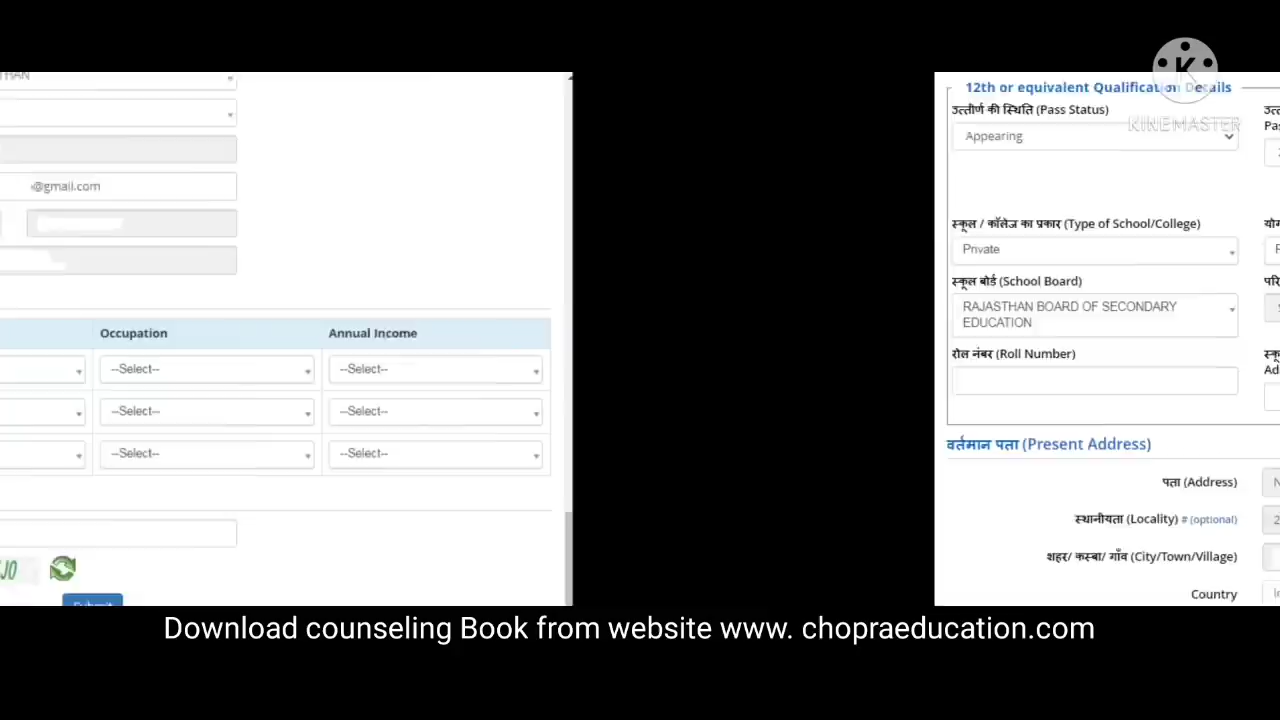 THAN
@gmail.com
Occupation
Annual Income
--Select--
--Select--
--Select--
--Select--
--Select--
--Select--
JO
Submit
12th or equivalent Qualification Details
उत्तीर्ण की स्थिति (Pass Status)
Appearing
स्कूल / कॉलेज का प्रकार (Type of School/College)
Private
स्कूल बोर्ड (School Board)
RAJASTHAN BOARD OF SECONDARY
EDUCATION
रोल नंबर (Roll Number)
वर्तमान पता (Present Address)
पता (Address)
स्थानीयता (Locality) # (optional)
शहर/ कस्बा/ गाँव (City/Town/Village)
Country
K
KINEMASTER
Download counseling Book from website www. chopraeducation.com